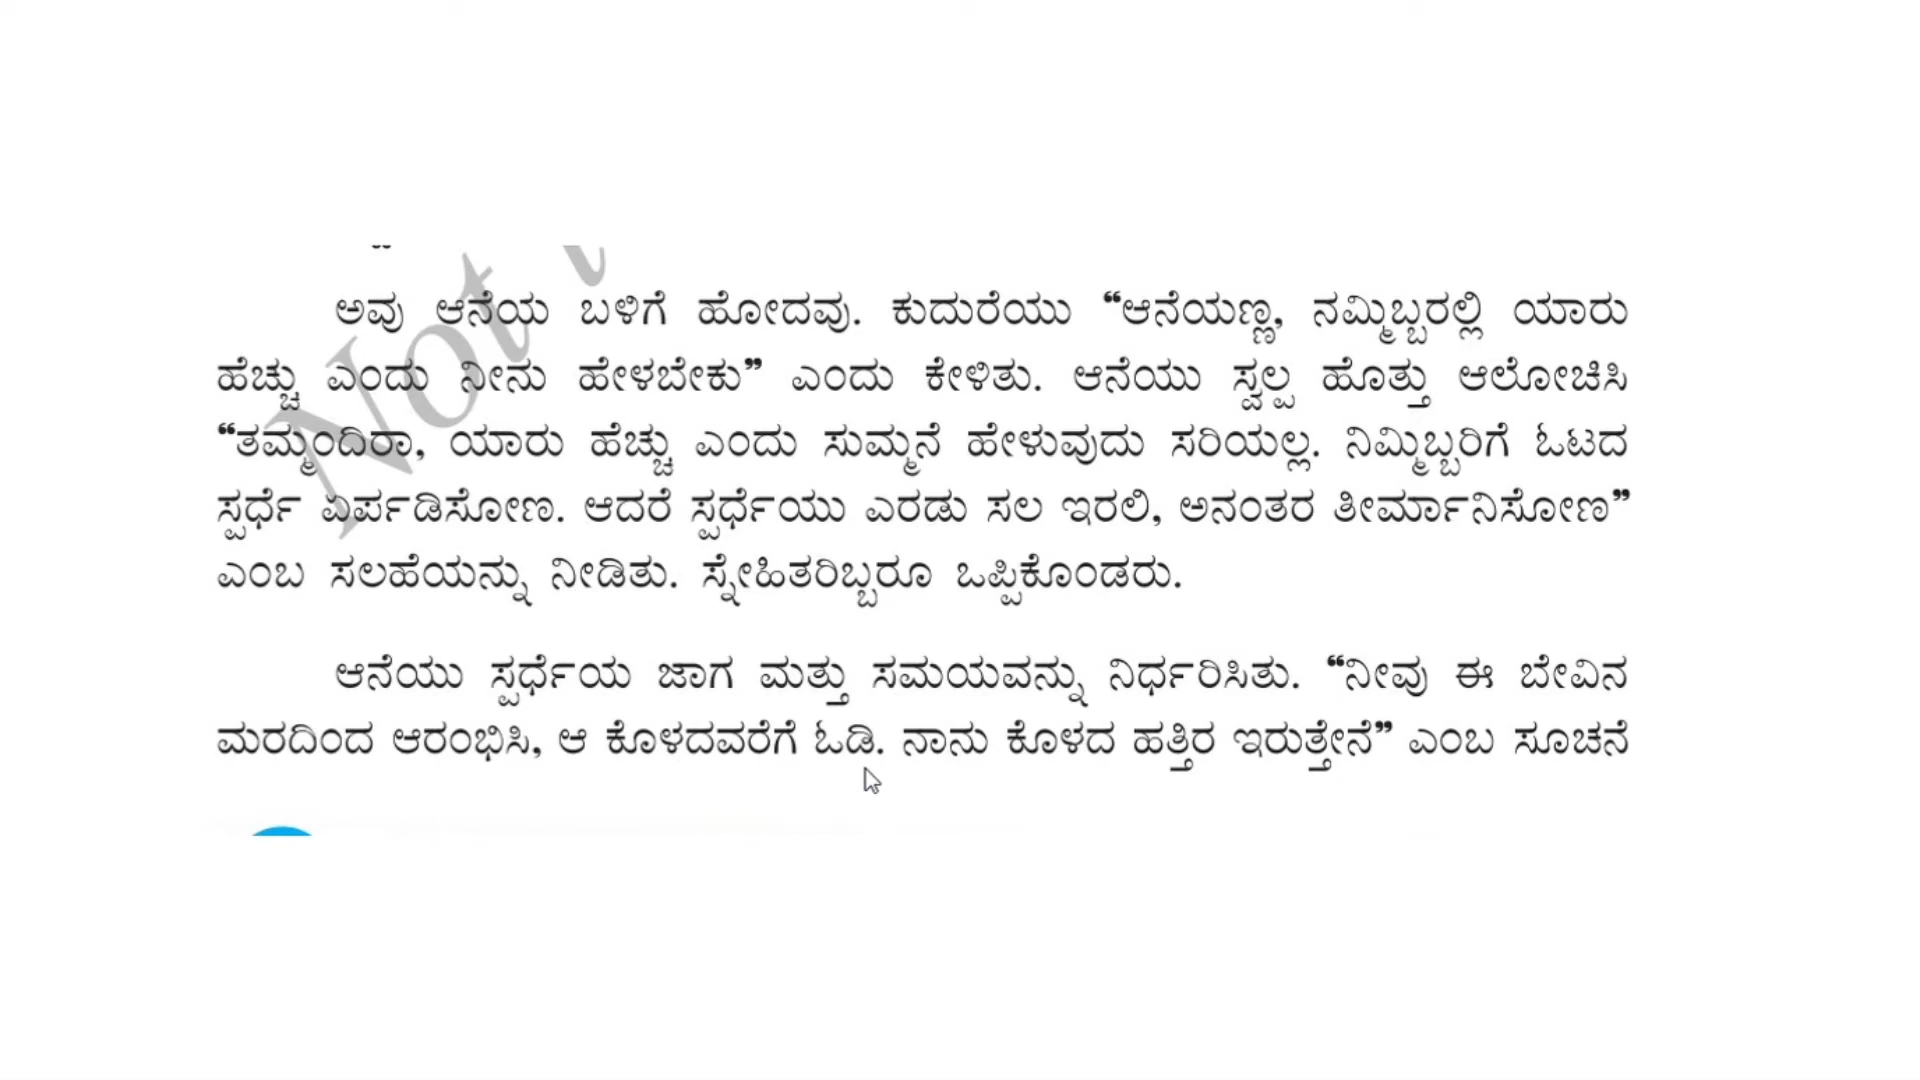 ಅವು ಆನೆಯ ಬಳಿಗೆ ಹೋದವು. ಕುದುರೆಯು “ಆನೆಯಣ್ಣ, ನಮ್ಮಿಬ್ಬರಲ್ಲಿ ಯಾರು
ಹೆಚ್ಚು ಎಂದು ನೀನು ಹೇಳಬೇಕು” ಎಂದು ಕೇಳಿತು. ಆನೆಯು ಸ್ವಲ್ಪ ಹೊತ್ತು ಆಲೋಚಿಸಿ
“ತಮ್ಮಂದಿರಾ, ಯಾರು ಹೆಚ್ಚು ಎಂದು ಸುಮ್ಮನೆ ಹೇಳುವುದು ಸರಿಯಲ್ಲ. ನಿಮ್ಮಿಬ್ಬರಿಗೆ ಓಟದ
ಸ್ಪರ್ಧೆ ಏರ್ಪಡಿಸೋಣ. ಆದರೆ ಸ್ಪರ್ಧೆಯು ಎರಡು ಸಲ ಇರಲಿ, ಅನಂತರ ತೀರ್ಮಾನಿಸೋಣ”
ಎಂಬ ಸಲಹೆಯನ್ನು ನೀಡಿತು. ಸ್ನೇಹಿತರಿಬ್ಬರೂ ಒಪ್ಪಿಕೊಂಡರು.
ಆನೆಯು ಸ್ಪರ್ಧೆಯ ಜಾಗ ಮತ್ತು ಸಮಯವನ್ನು ನಿರ್ಧರಿಸಿತು. “ನೀವು ಈ ಬೇವಿನ
ಮರದಿಂದ ಆರಂಭಿಸಿ, ಆ ಕೊಳದವರೆಗೆ ಓಡಿ. ನಾನು ಕೊಳದ ಹತ್ತಿರ ಇರುತ್ತೇನೆ” ಎಂಬ ಸೂಚನೆ
Not